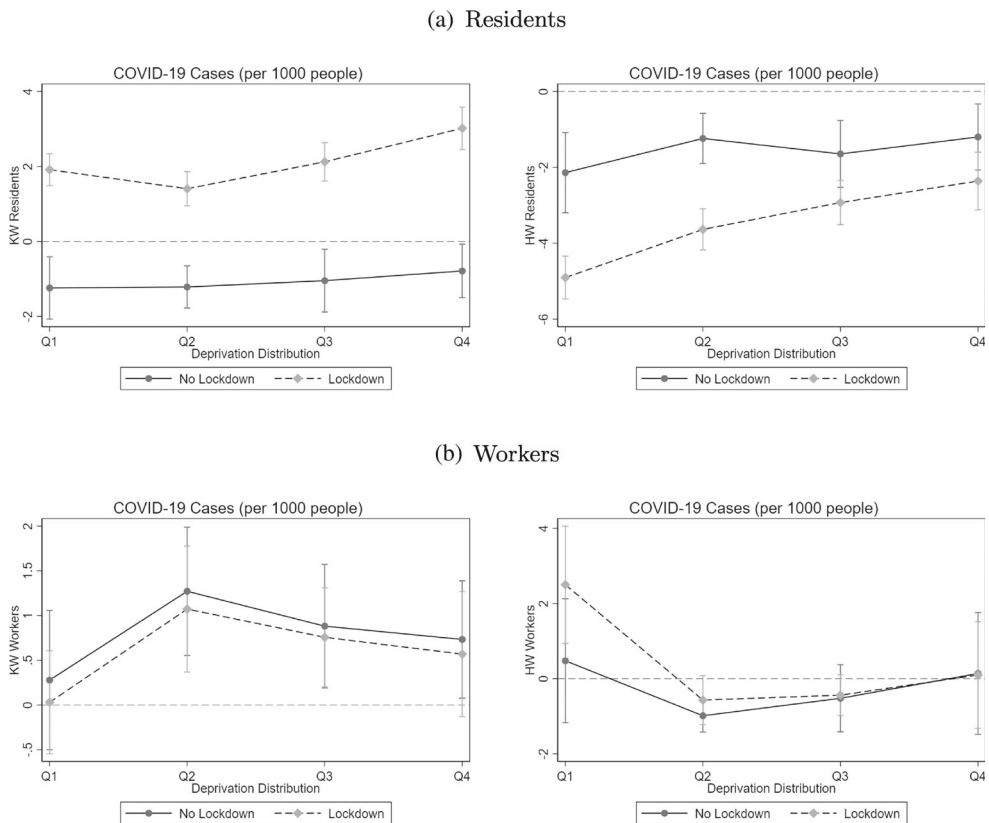 (a) Residents
COVID-19 Cases (per 1000 people)
KW Residents
4
2
0
-2
Q1 Q2 Q3 Q4
Deprivation Distribution
No Lockdown Lockdown
COVID-19 Cases (per 1000 people)
HW Residents
0
-2
-4
-6
Q1 Q2 Q3 Q4
Deprivation Distribution
No Lockdown Lockdown
(b) Workers
COVID-19 Cases (per 1000 people)
KW Workers
2
1.5
1
.5
0
-.5
Q1 Q2 Q3 Q4
Deprivation Distribution
No Lockdown Lockdown
COVID-19 Cases (per 1000 people)
HW Workers
4
2
0
-2
Q1 Q2 Q3 Q4
Deprivation Distribution
No Lockdown Lockdown